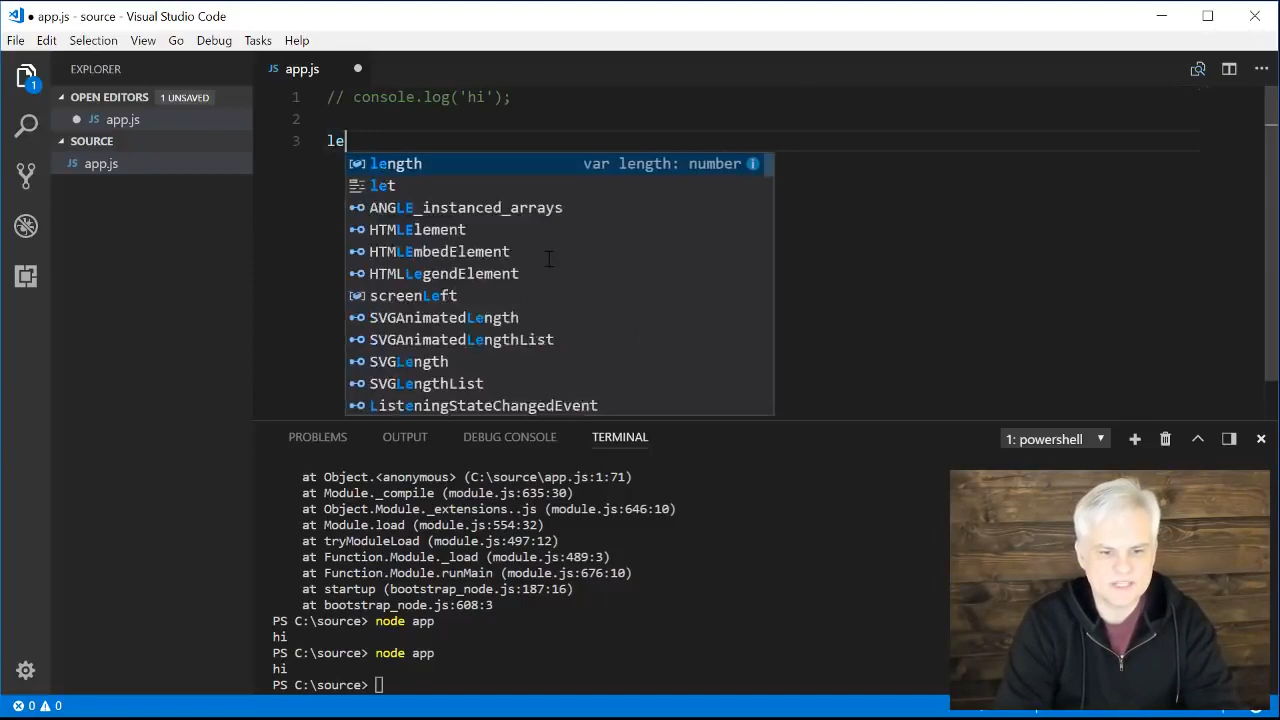 ● app.js - source - Visual Studio Code
File Edit Selection View Go Debug Tasks Help
EXPLORER
OPEN EDITORS 1 UNSAVED
● JS app.js
SOURCE
JS app.js
1
JS app.js ●
1 // console.log('hi');
2
3 le
length var length: number
let
ANGLE_instanced_arrays
HTMLElement
HTMLEmbedElement
HTMLLegendElement
screenLeft
SVGAnimatedLength
SVGAnimatedLengthList
SVGLength
SVGLengthList
ListeningStateChangedEvent
PROBLEMS OUTPUT DEBUG CONSOLE TERMINAL 1: powershell
at Object.<anonymous> (C:\source\app.js:1:71)
at Module._compile (module.js:635:30)
at Object.Module._extensions..js (module.js:646:10)
at Module.load (module.js:554:32)
at tryModuleLoad (module.js:497:12)
at Function.Module._load (module.js:489:3)
at Function.Module.runMain (module.js:676:10)
at startup (bootstrap_node.js:187:16)
at bootstrap_node.js:608:3
PS C:\source> node app
hi
PS C:\source> node app
hi
PS C:\source>
0 0